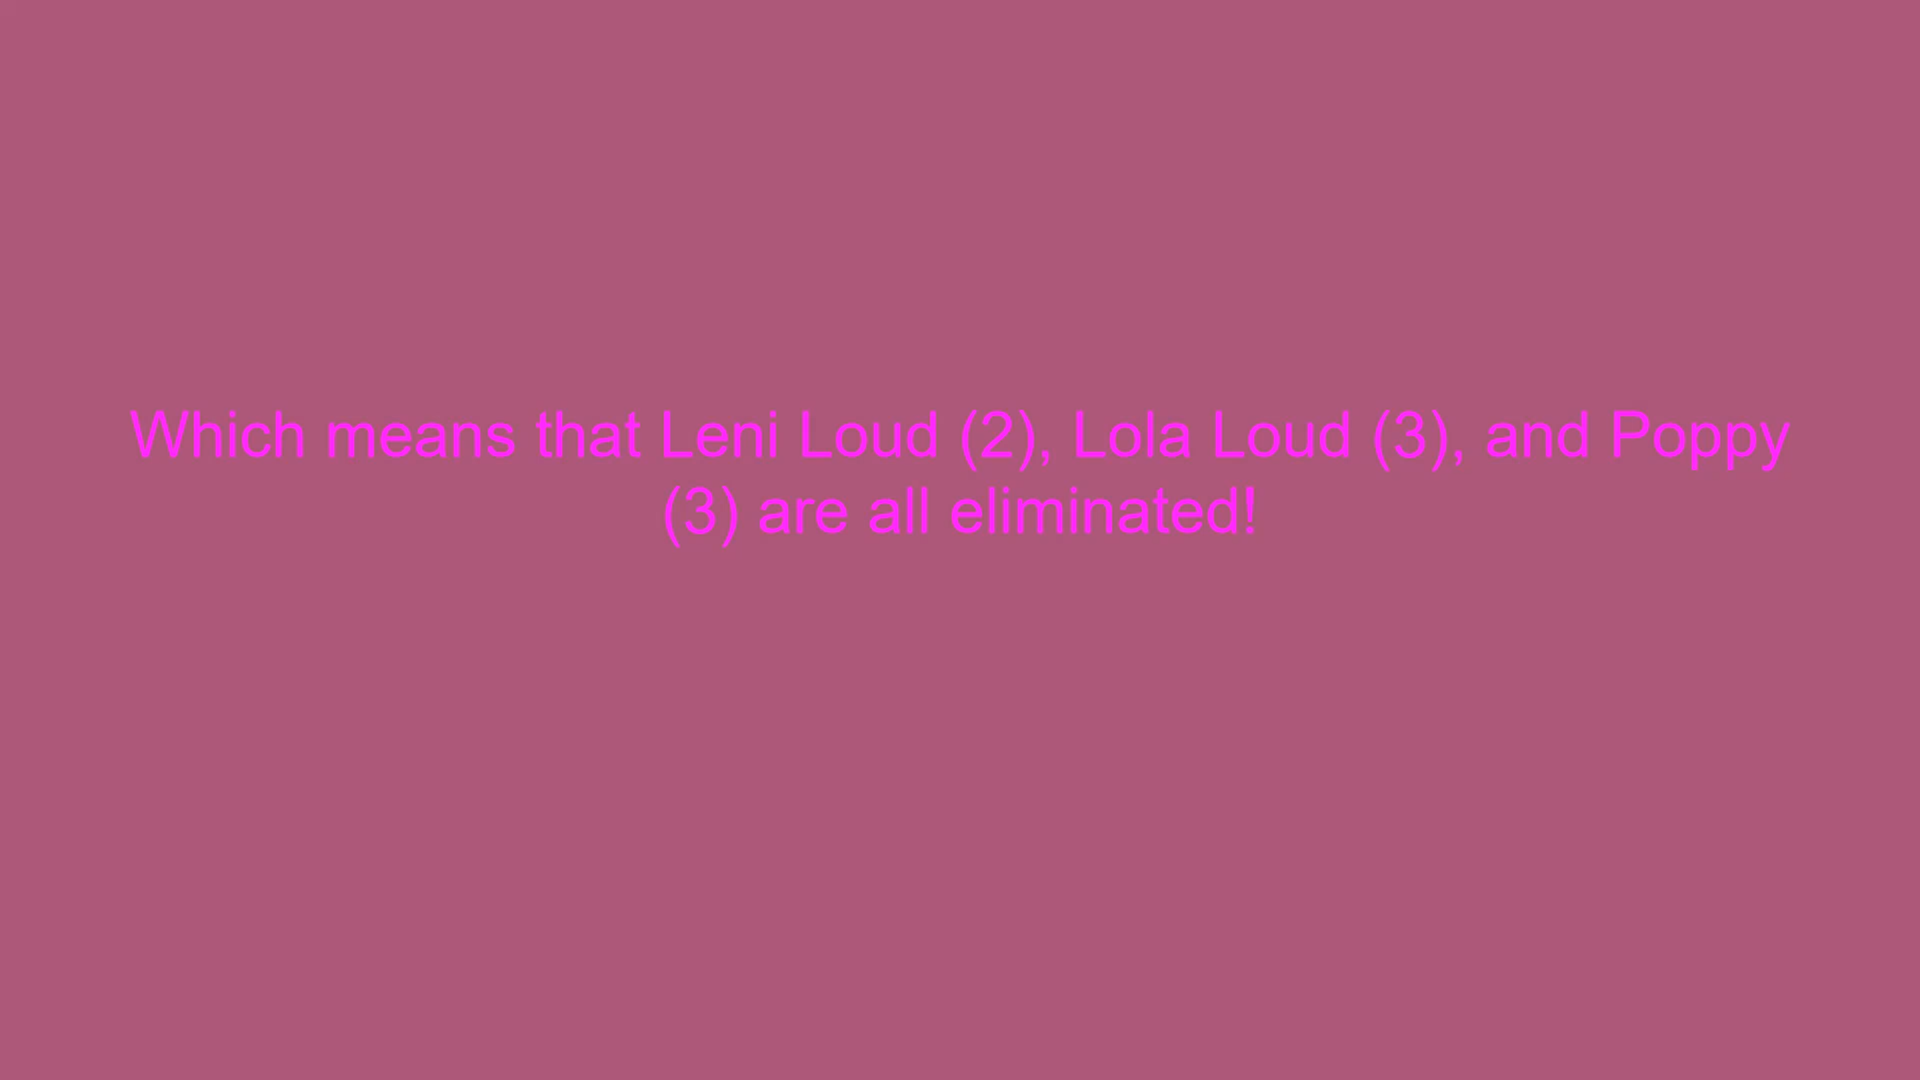 Which means that Leni Loud (2), Lola Loud (3), and Poppy
(3) are all eliminated!